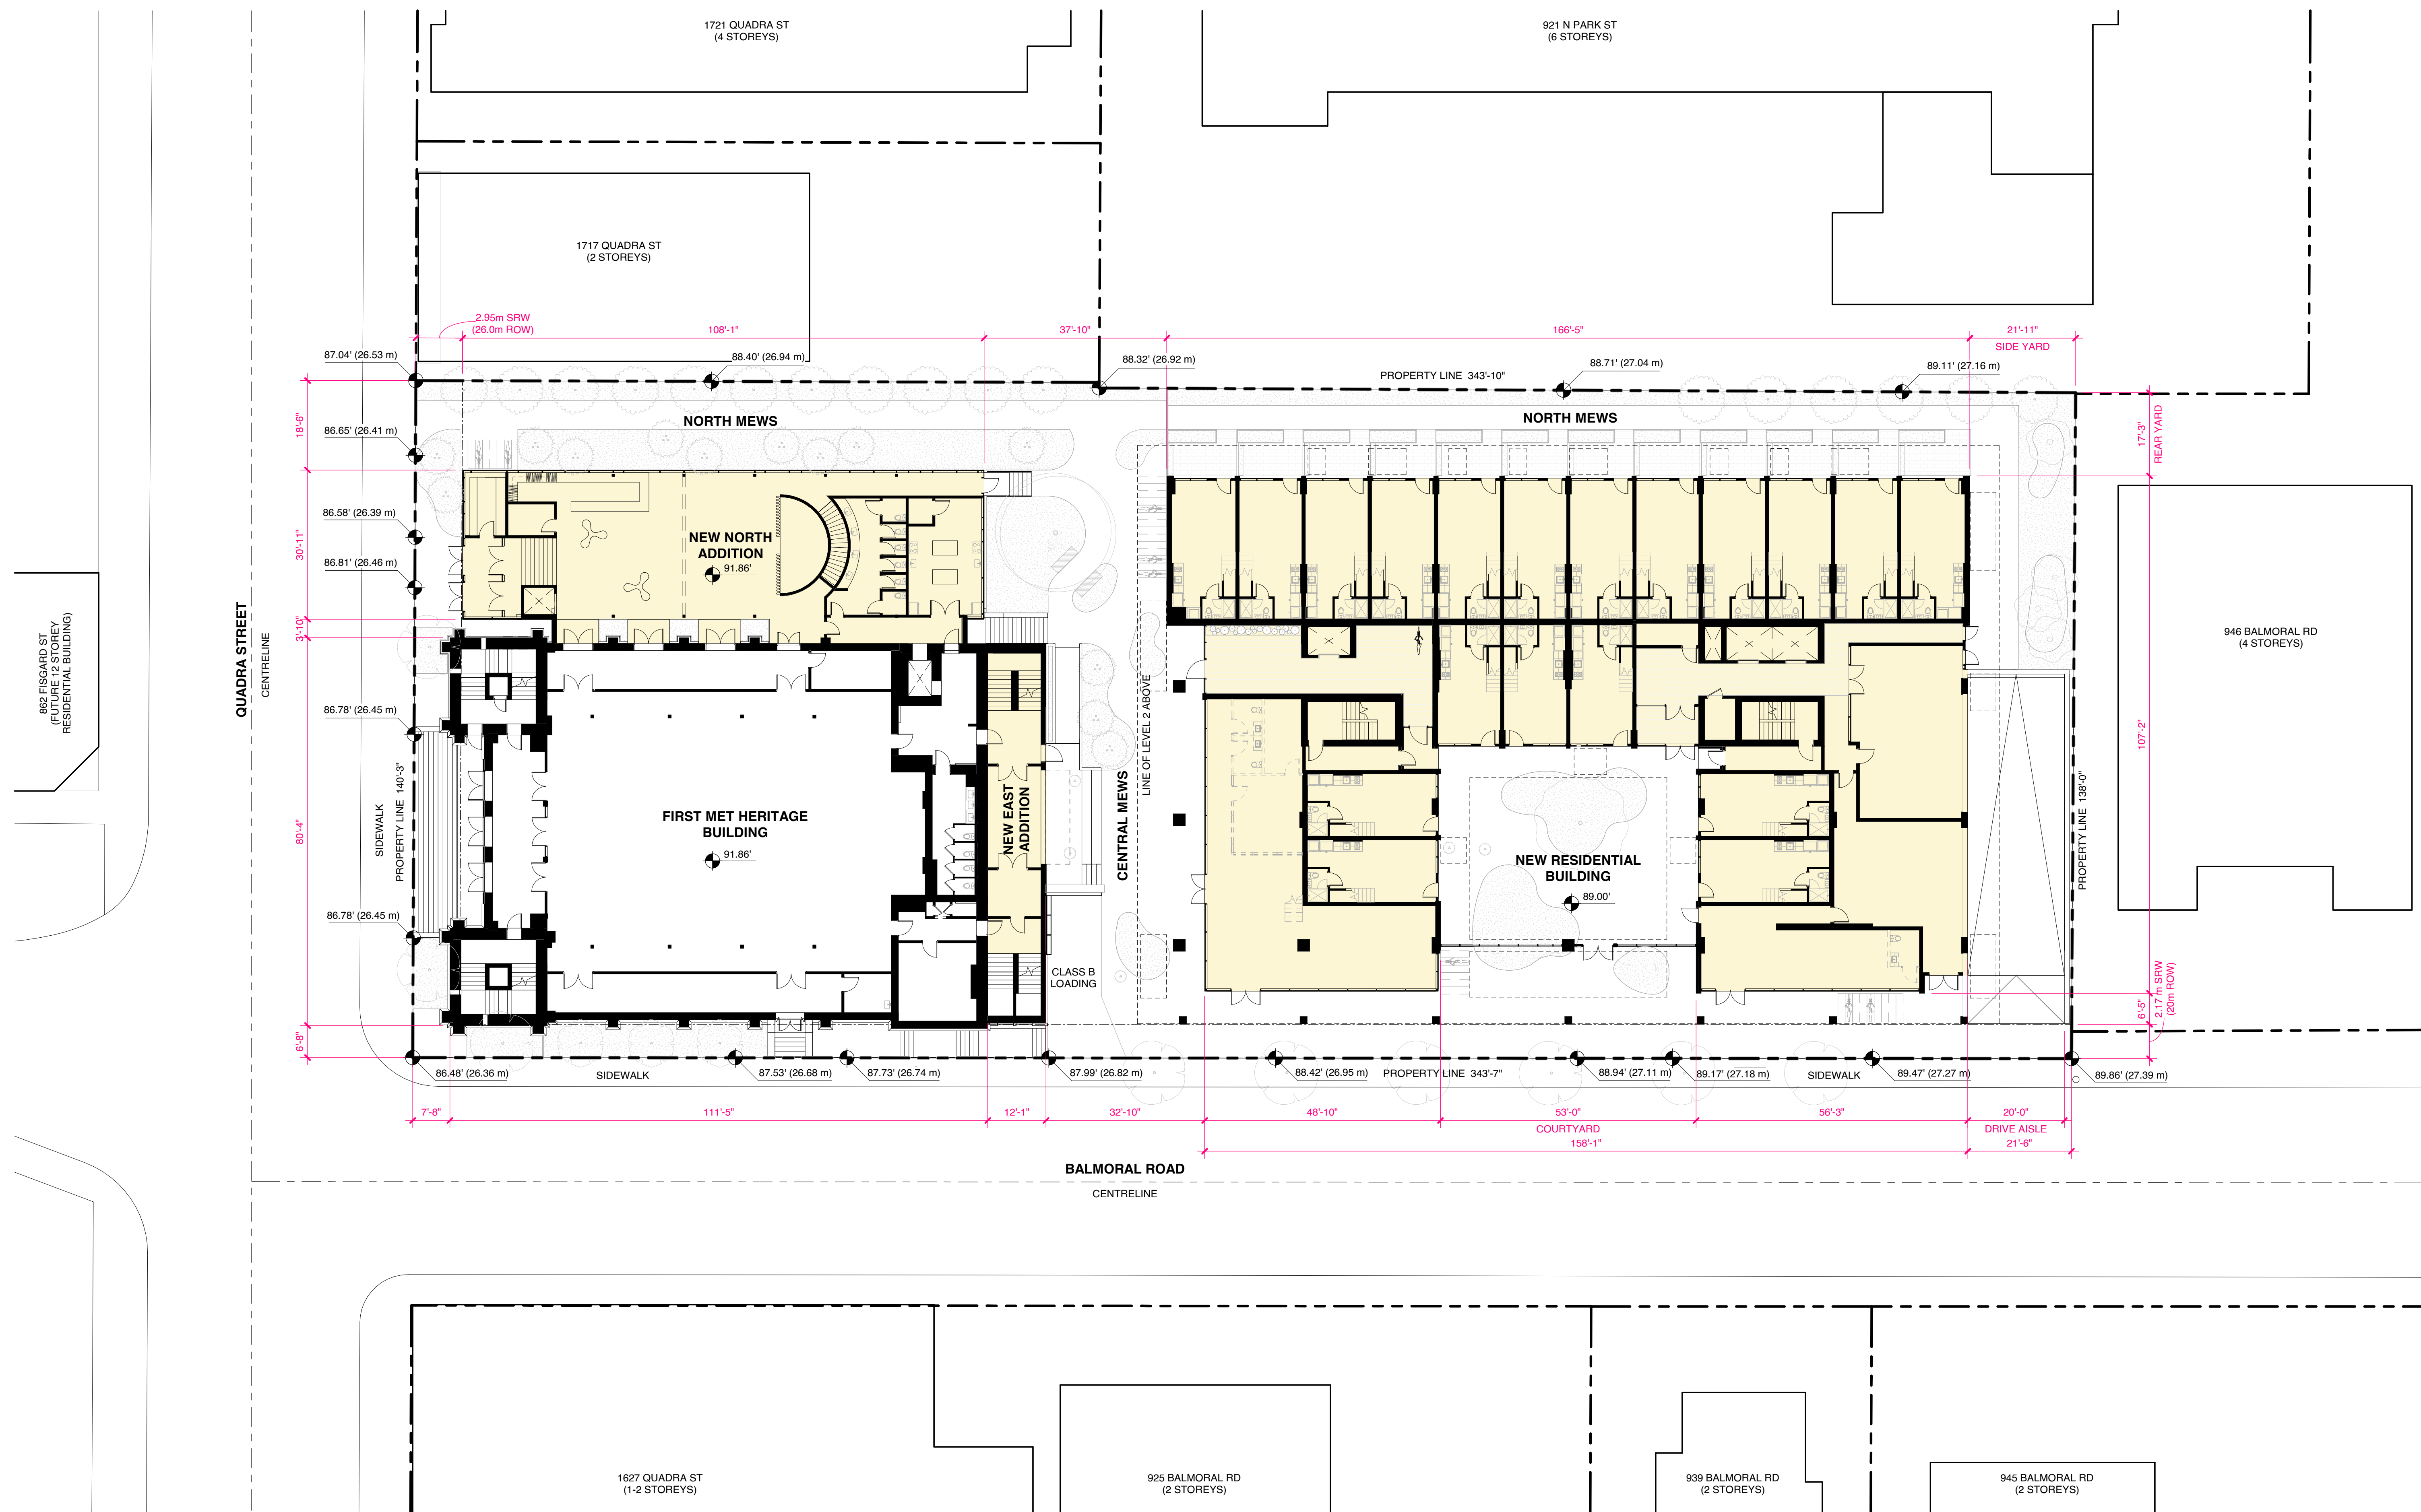 1721 QUADRA ST
(4 STOREYS)
921 N PARK ST
(6 STOREYS)
1717 QUADRA ST
(2 STOREYS)
2.95m SRW
(26.0m ROW)
108'-1"
37'-10"
166'-5"
21'-11"
SIDE YARD
87.04' (26.53 m)
88.40' (26.94 m)
88.32' (26.92 m)
PROPERTY LINE 343'-10"
88.71' (27.04 m)
89.11' (27.16 m)
18'-6"
NORTH MEWS
NORTH MEWS
17'-3"
REAR YARD
86.65' (26.41 m)
86.58' (26.39 m)
30'-11"
NEW NORTH
ADDITION
91.86'
86.81' (26.46 m)
3'-10"
862 FISGARD ST
(FUTURE 12 STOREY
RESIDENTIAL BUILDING)
QUADRA STREET
CENTRELINE
946 BALMORAL RD
(4 STOREYS)
86.78' (26.45 m)
LINE OF LEVEL 2 ABOVE
107'-2"
80'-4"
SIDEWALK
PROPERTY LINE 140'-3"
FIRST MET HERITAGE
BUILDING
91.86'
NEW EAST
ADDITION
CENTRAL MEWS
NEW RESIDENTIAL
BUILDING
89.00'
PROPERTY LINE 138'-0"
86.78' (26.45 m)
CLASS B
LOADING
6'-5"
2.17 m SRW
(20m ROW)
6'-8"
86.48' (26.36 m)
SIDEWALK
87.53' (26.68 m)
87.73' (26.74 m)
87.99' (26.82 m)
88.42' (26.95 m)
PROPERTY LINE 343'-7"
88.94' (27.11 m)
89.17' (27.18 m)
SIDEWALK
89.47' (27.27 m)
89.86' (27.39 m)
7'-8"
111'-5"
12'-1"
32'-10"
48'-10"
53'-0"
56'-3"
20'-0"
COURTYARD
DRIVE AISLE
158'-1"
21'-6"
BALMORAL ROAD
CENTRELINE
1627 QUADRA ST
(1-2 STOREYS)
925 BALMORAL RD
(2 STOREYS)
939 BALMORAL RD
(2 STOREYS)
945 BALMORAL RD
(2 STOREYS)